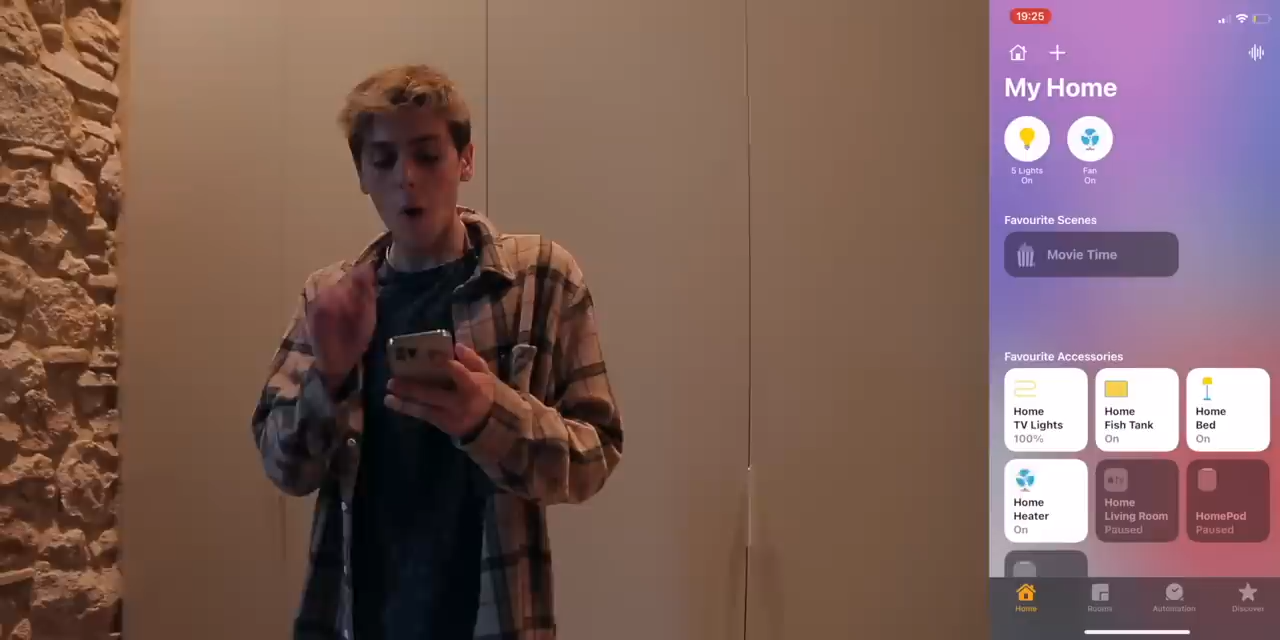 19:25
My Home
5 Lights
On
Fan
On
Favourite Scenes
Movie Time
Favourite Accessories
Home
TV Lights
100%
Home
Fish Tank
On
Home
Bed
On
Home
Heater
On
tv
Home
Living Room
Paused
HomePod
Paused
Home
Rooms
Automation
Discover